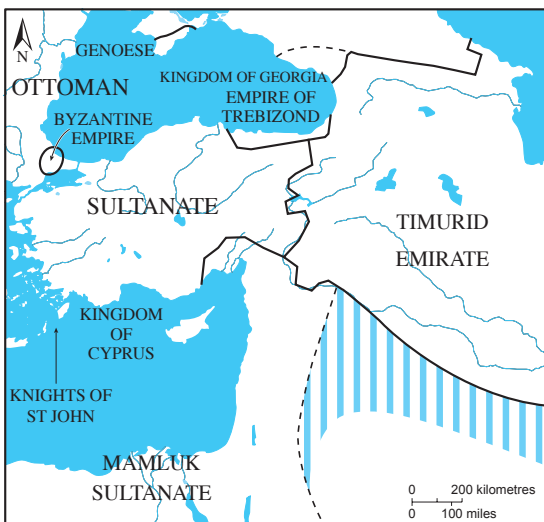 N
GENOESE
OTTOMAN
KINGDOM OF GEORGIA
EMPIRE OF
TREBIZOND
BYZANTINE
EMPIRE
SULTANATE
TIMURID
EMIRATE
KINGDOM
OF
CYPRUS
KNIGHTS OF
ST JOHN
MAMLUK
SULTANATE
0 200 kilometres
0 100 miles